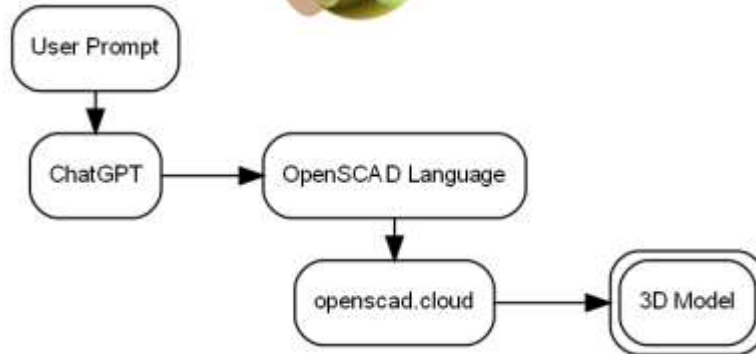 User Prompt
ChatGPT
OpenSCAD Language
openscad.cloud
3D Model